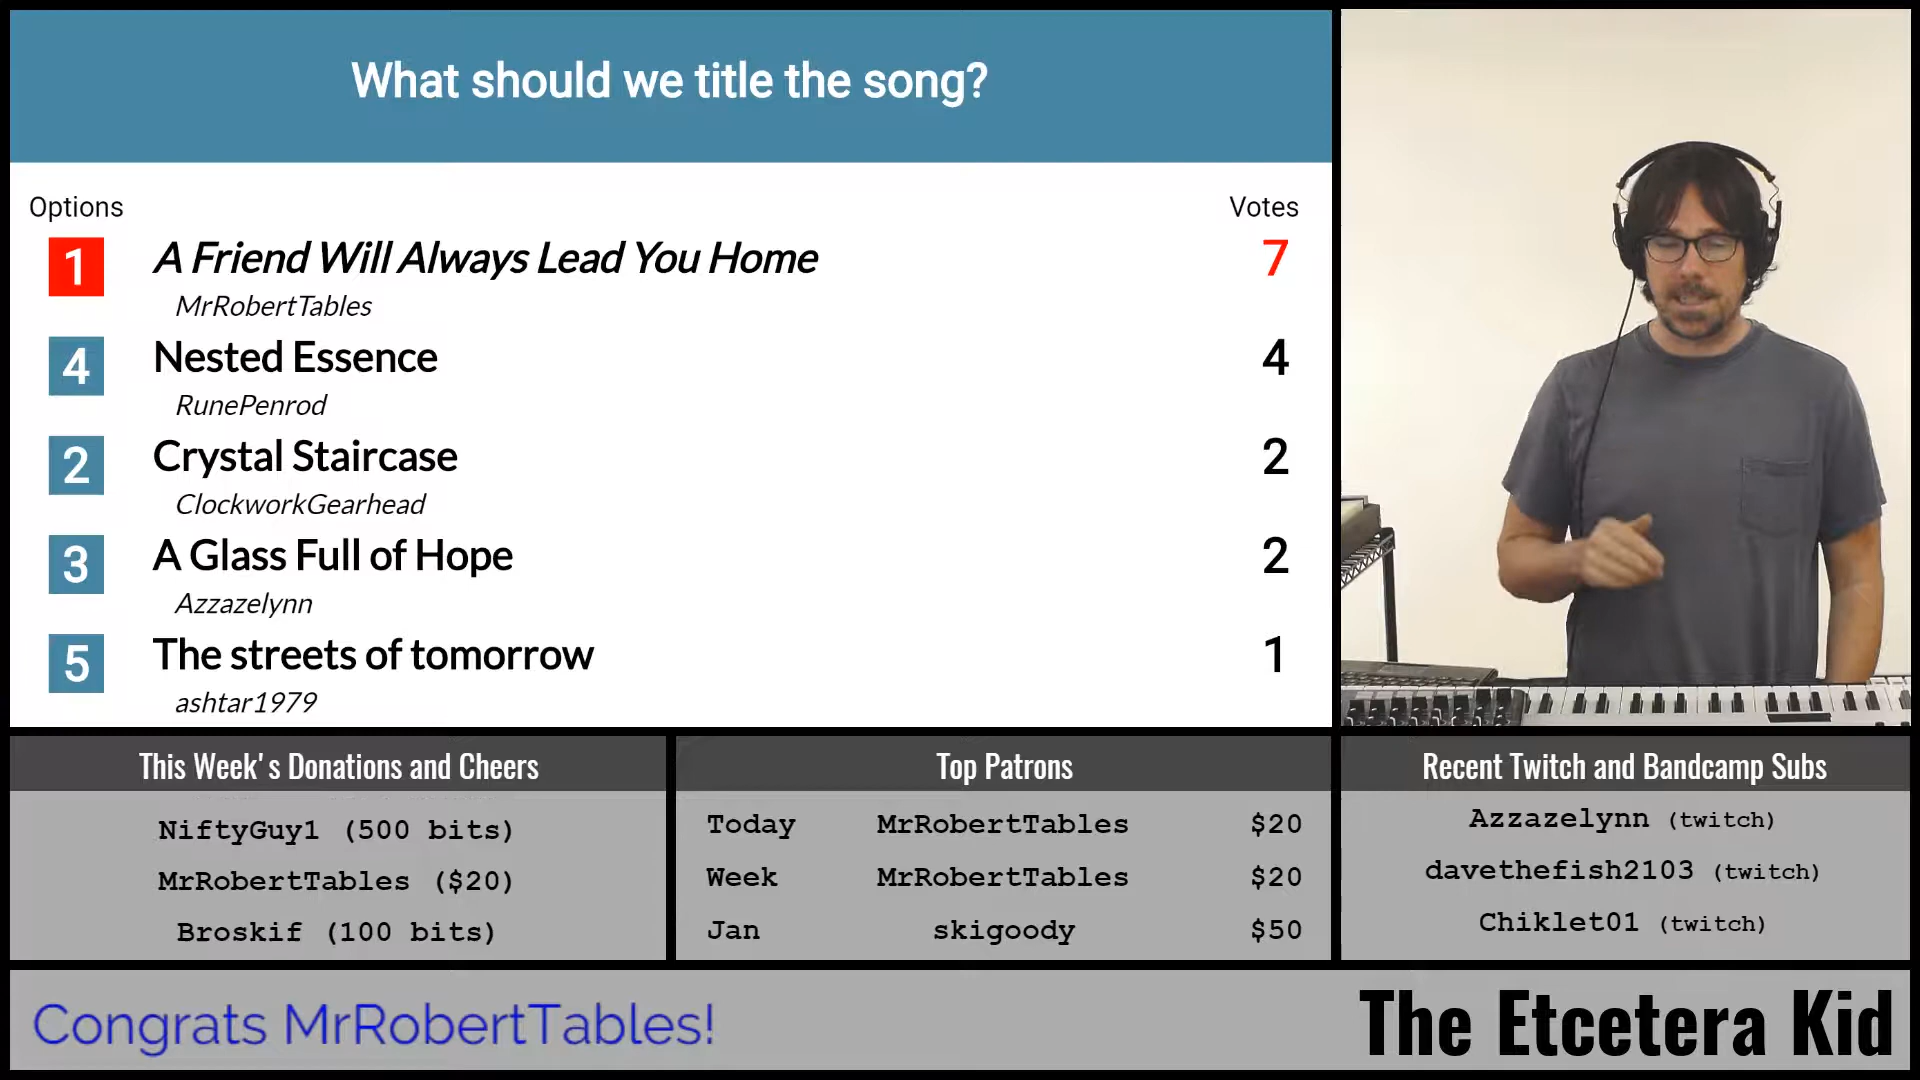 What should we title the song?
Options Votes
1 A Friend Will Always Lead You Home 7
MrRobertTables
4 Nested Essence 4
RunePenrod
2 Crystal Staircase 2
ClockworkGearhead
3 A Glass Full of Hope 2
Azzazelynn
5 The streets of tomorrow 1
ashtar1979
This Week's Donations and Cheers
NiftyGuy1 (500 bits)
MrRobertTables ($20)
Broskif (100 bits)
Top Patrons
Today MrRobertTables $20
Week MrRobertTables $20
Jan skigoody $50
Recent Twitch and Bandcamp Subs
Azzazelynn (twitch)
davethefish2103 (twitch)
Chiklet01 (twitch)
Congrats MrRobertTables!
The Etcetera Kid